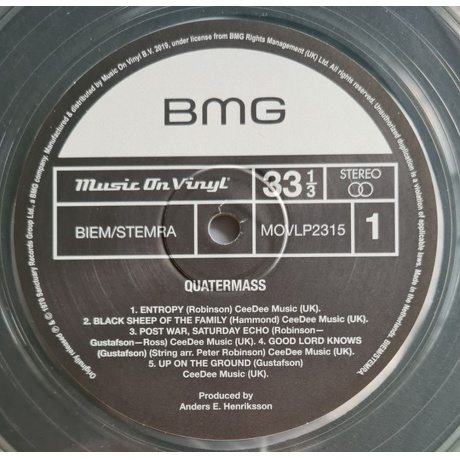 Manufactured & distributed by Music On Vinyl B.V. 2019, under license from BMG Rights Management (UK) Ltd. All rights reserved. Unauthorized duplication is a violation of applicable laws. Made in the Netherlands. BIEM/STEMRA.
Originally released ℗ & © 1970 Sanctuary Records Group Ltd., a BMG company.
BMG
Music On Vinyl®
33 1/3
STEREO
BIEM/STEMRA
MOVLP2315
1
QUATERMASS
1. ENTROPY (Robinson) CeeDee Music (UK).
2. BLACK SHEEP OF THE FAMILY (Hammond) CeeDee Music (UK).
3. POST WAR, SATURDAY ECHO (Robinson–
Gustafson–Ross) CeeDee Music (UK). 4. GOOD LORD KNOWS
(Gustafson) (String arr. Peter Robinson) CeeDee Music (UK).
5. UP ON THE GROUND (Gustafson)
CeeDee Music (UK).
Produced by
Anders E. Henriksson